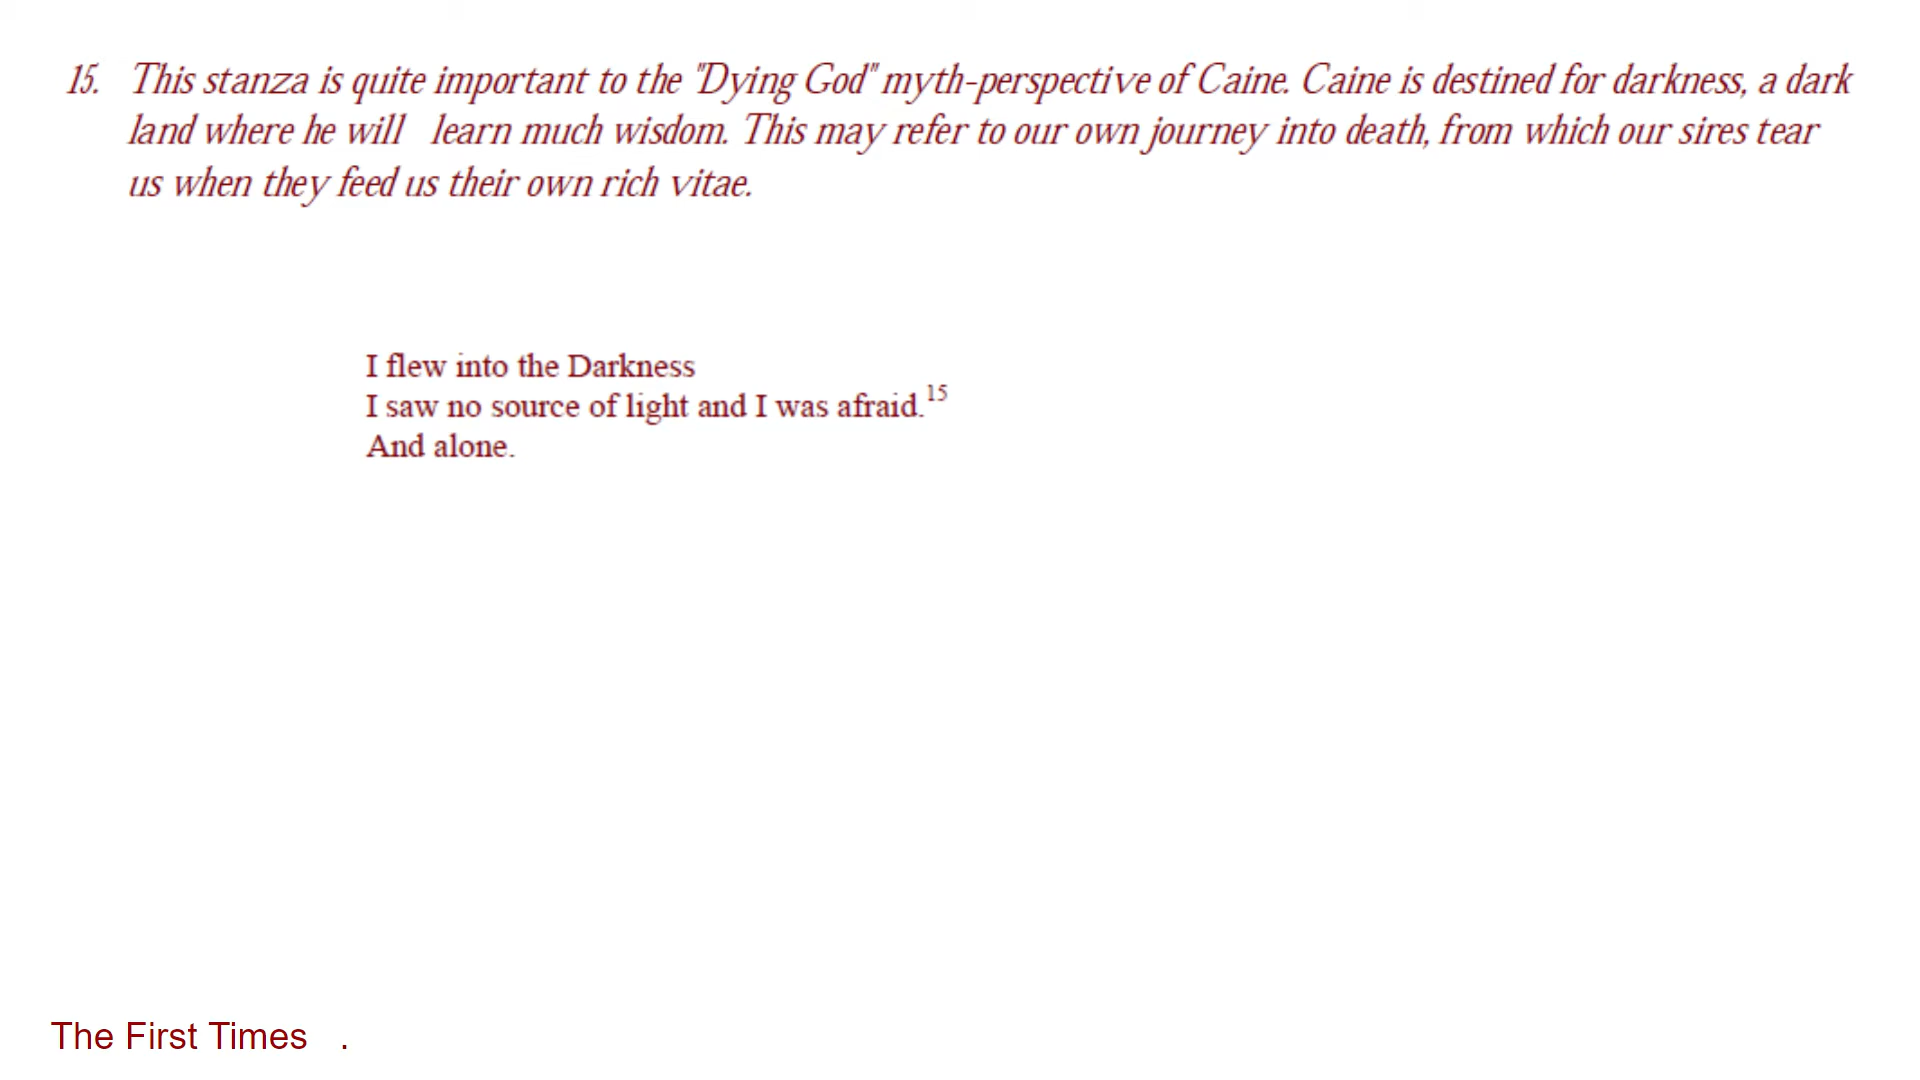 15. This stanza is quite important to the "Dying God" myth-perspective of Caine. Caine is destined for darkness, a dark
land where he will learn much wisdom. This may refer to our own journey into death, from which our sires tear
us when they feed us their own rich vitae.
I flew into the Darkness
I saw no source of light and I was afraid.15
And alone.
The First Times .